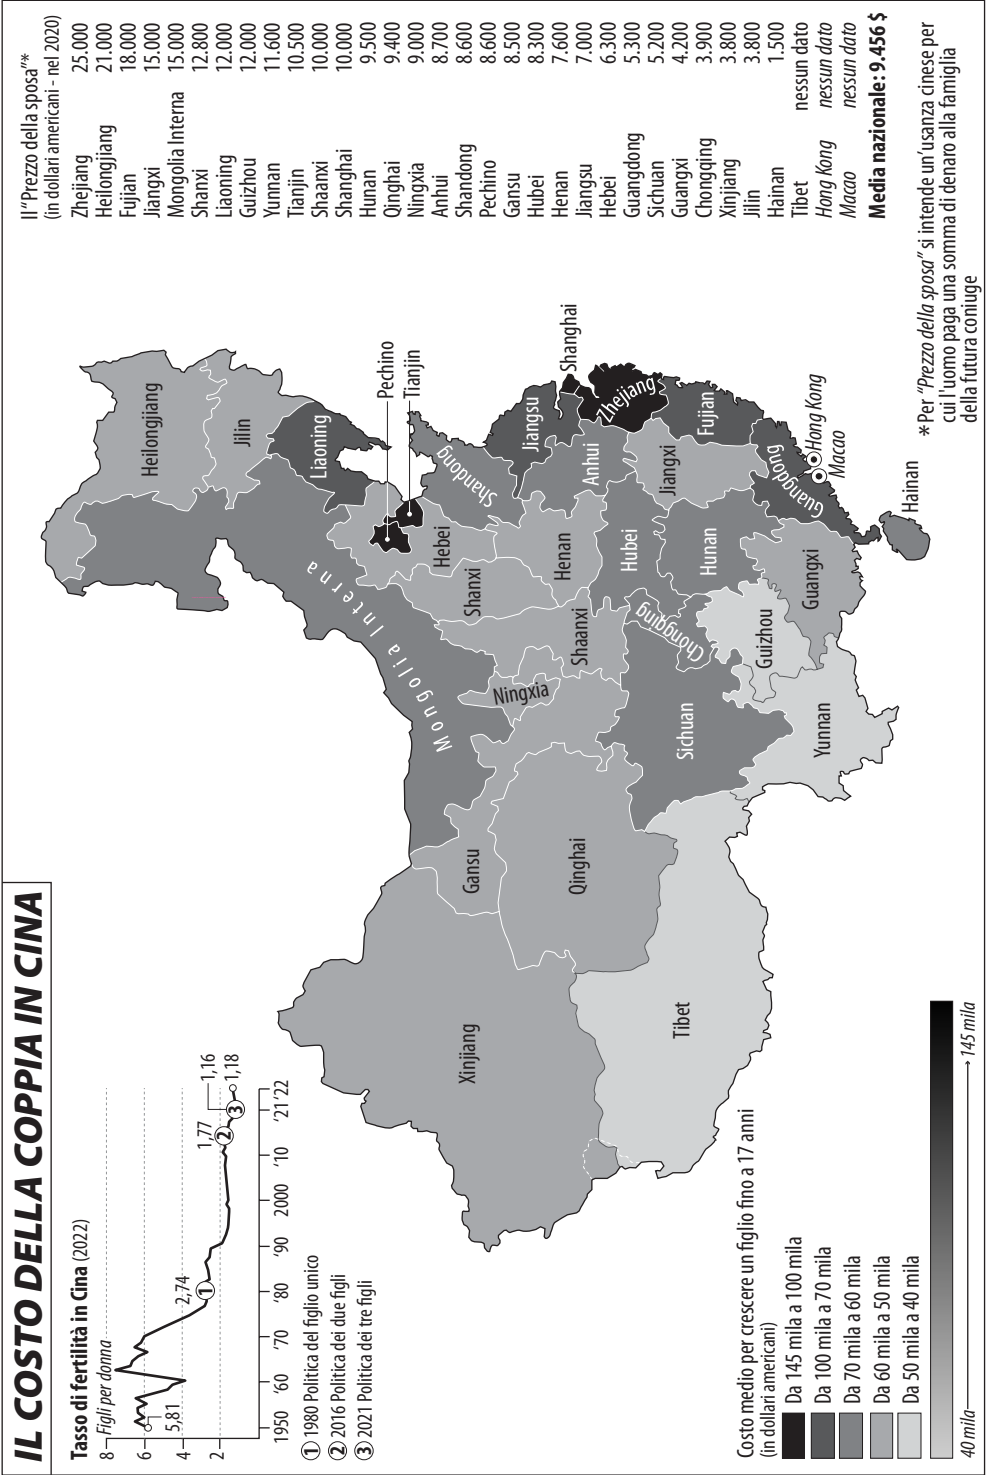 IL COSTO DELLA COPPIA IN CINA
Tasso di fertilità in Cina (2022)
Figli per donna
8
6
4
2
5,81
2,74
1,77
1,16
1,18
1
2
3
1950
'60
'70
'80
'90
2000
'10
'21
'22
1 1980 Politica del figlio unico
2 2016 Politica dei due figli
3 2021 Politica dei tre figli
Costo medio per crescere un figlio fino a 17 anni
(in dollari americani)
Da 145 mila a 100 mila
Da 100 mila a 70 mila
Da 70 mila a 60 mila
Da 60 mila a 50 mila
Da 50 mila a 40 mila
40 mila
145 mila
Xinjiang
Tibet
Gansu
Qinghai
Mongolia Interna
Ningxia
Sichuan
Yunnan
Heilongjiang
Jilin
Liaoning
Pechino
Tianjin
Hebei
Shanxi
Shaanxi
Shandong
Henan
Jiangsu
Shanghai
Anhui
Zhejiang
Hubei
Chongqing
Hunan
Jiangxi
Fujian
Guizhou
Guangxi
Guangdong
Hong Kong
Macao
Hainan
Il "Prezzo della sposa"*
(in dollari americani - nel 2020)
Zhejiang 25.000
Heilongjiang 21.000
Fujian 18.000
Jiangxi 15.000
Mongolia Interna 15.000
Shanxi 12.800
Liaoning 12.000
Guizhou 12.000
Yunnan 11.600
Tianjin 10.500
Shaanxi 10.000
Shanghai 10.000
Hunan 9.500
Qinghai 9.400
Ningxia 9.000
Anhui 8.700
Shandong 8.600
Pechino 8.600
Gansu 8.500
Hubei 8.300
Henan 7.600
Jiangsu 7.000
Hebei 6.300
Guangdong 5.300
Sichuan 5.200
Guangxi 4.200
Chongqing 3.900
Xinjiang 3.800
Jilin 3.800
Hainan 1.500
Tibet nessun dato
Hong Kong nessun dato
Macao nessun dato
Media nazionale: 9.456 $
*Per "Prezzo della sposa" si intende un'usanza cinese per
cui l'uomo paga una somma di denaro alla famiglia
della futura coniuge